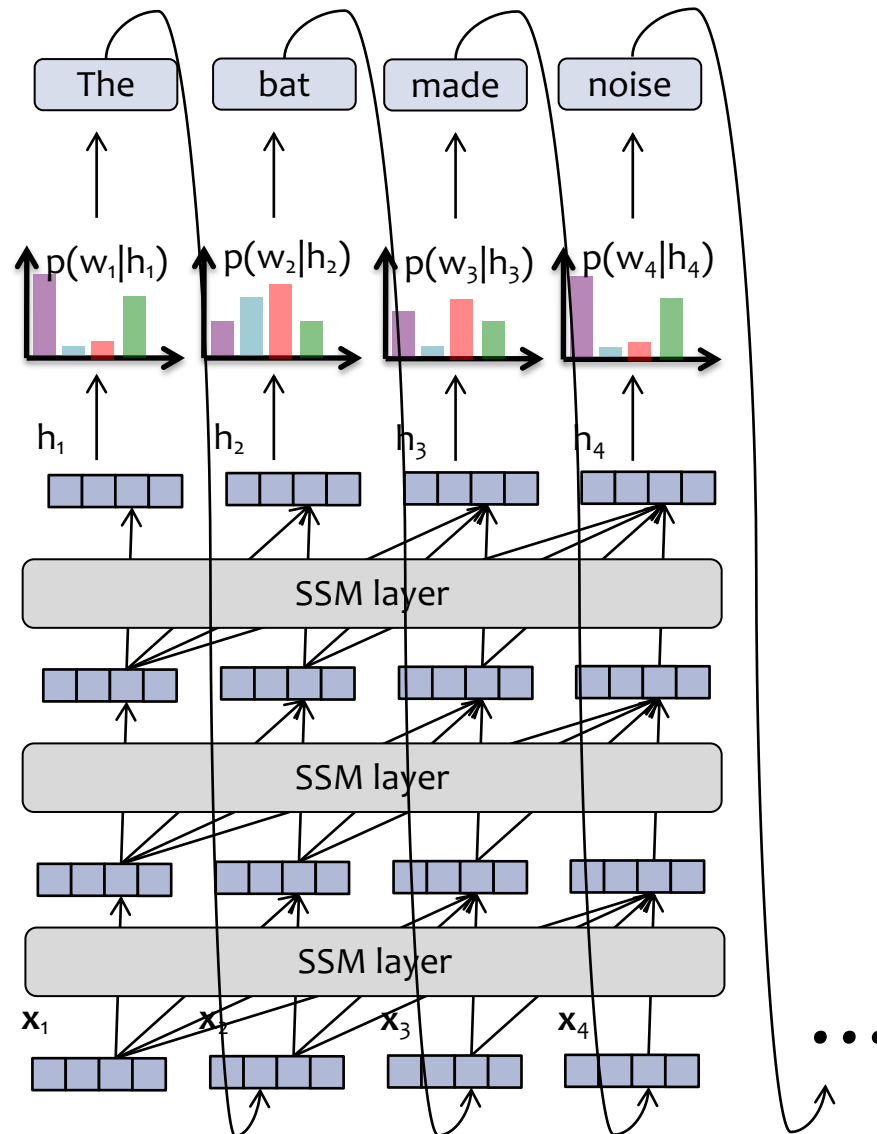 The bat made noise
p(w₁|h₁) p(w₂|h₂) p(w₃|h₃) p(w₄|h₄)
h₁ h₂ h₃ h₄
SSM layer
SSM layer
SSM layer
x₁ x₂ x₃ x₄
...